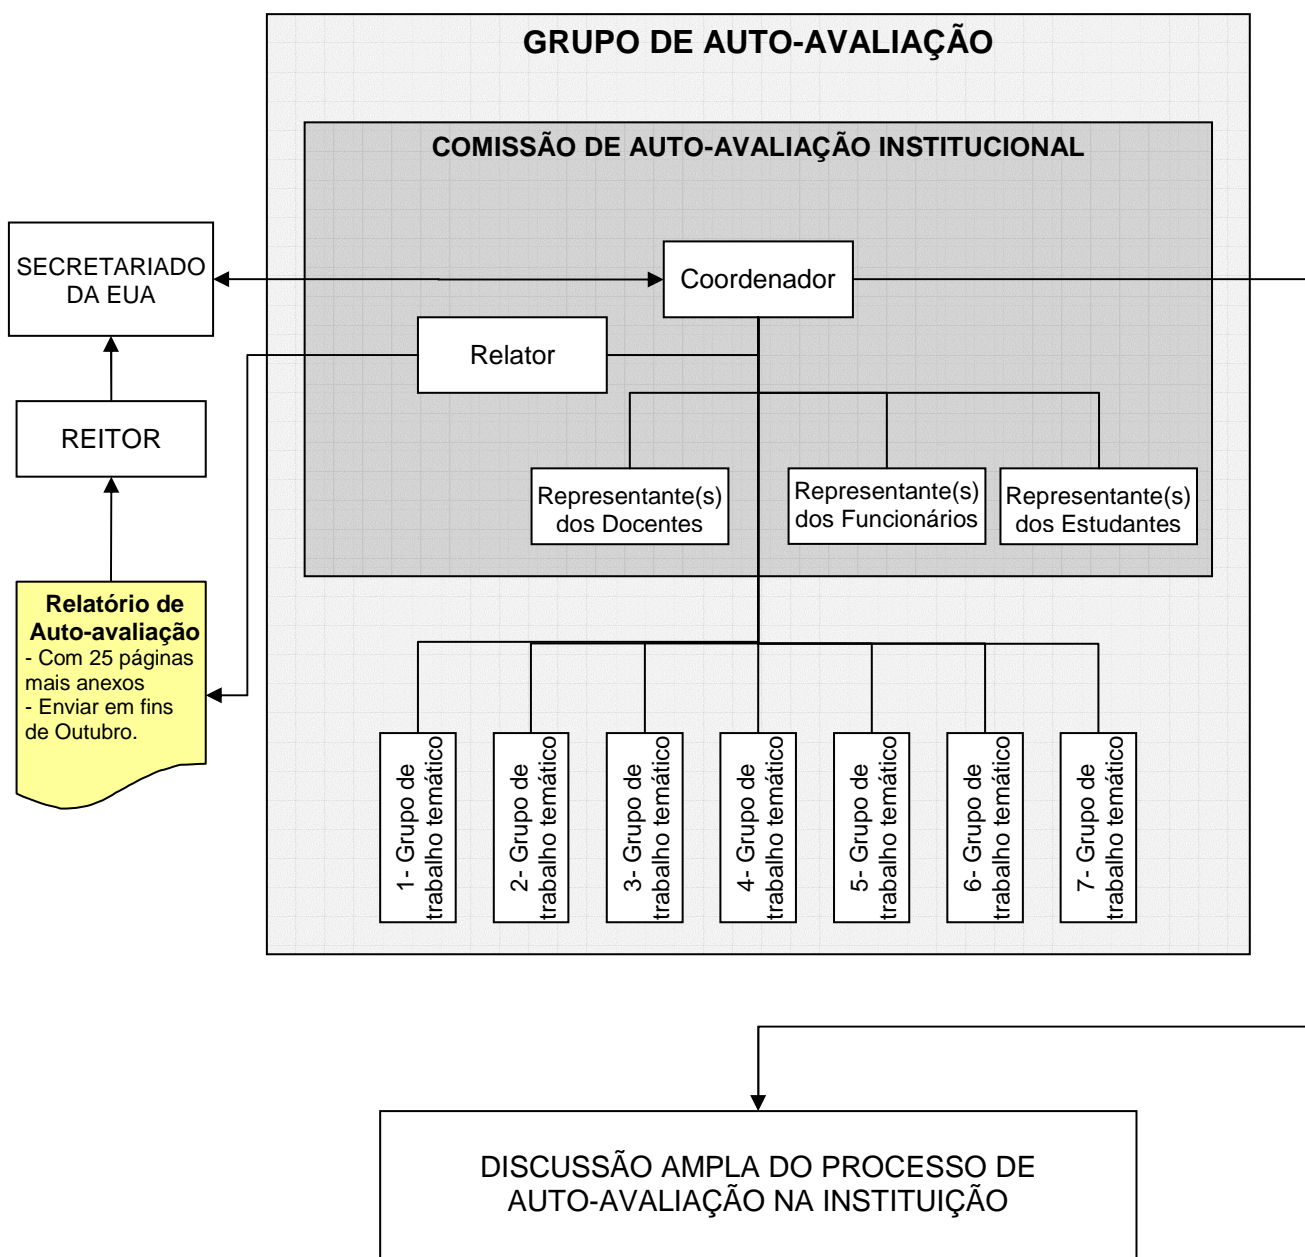 GRUPO DE AUTO-AVALIAÇÃO
COMISSÃO DE AUTO-AVALIAÇÃO INSTITUCIONAL
SECRETARIADO
DA EUA
Coordenador
Relator
REITOR
Representante(s)
dos Docentes
Representante(s)
dos Funcionários
Representante(s)
dos Estudantes
Relatório de
Auto-avaliação
- Com 25 páginas
mais anexos
- Enviar em fins
de Outubro.
1- Grupo de
trabalho temático
2- Grupo de
trabalho temático
3- Grupo de
trabalho temático
4- Grupo de
trabalho temático
5- Grupo de
trabalho temático
6- Grupo de
trabalho temático
7- Grupo de
trabalho temático
DISCUSSÃO AMPLA DO PROCESSO DE
AUTO-AVALIAÇÃO NA INSTITUIÇÃO